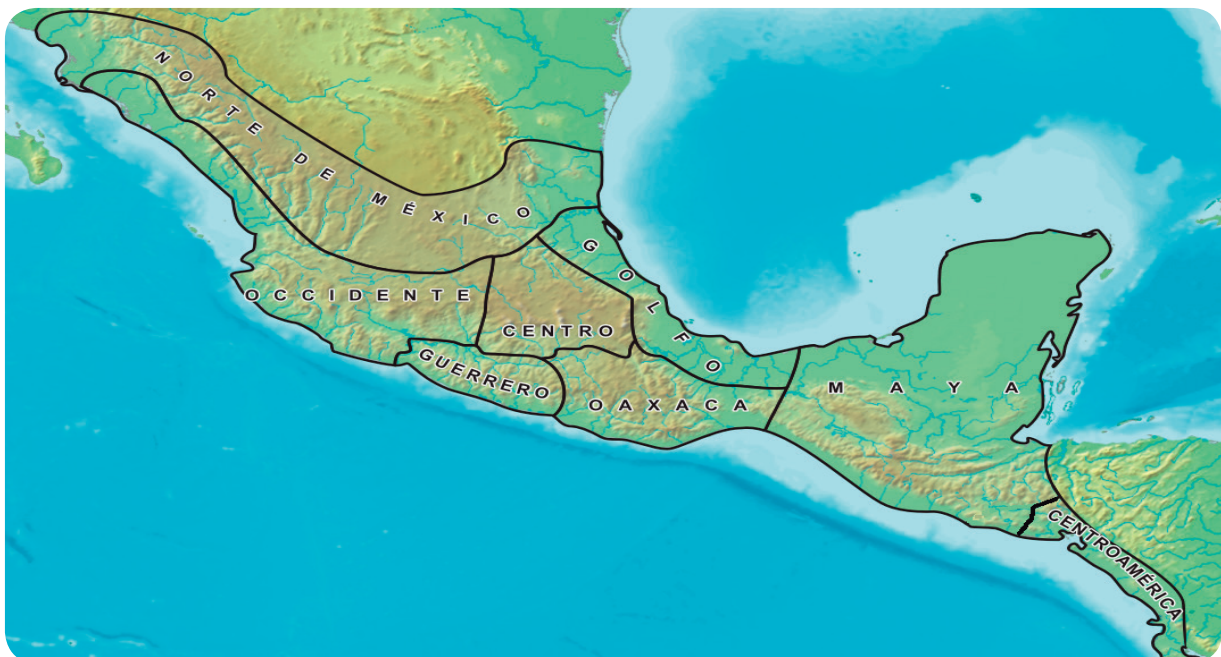 NORTE DE MÉXICO
GOLFO
OCCIDENTE
CENTRO
GUERRERO
OAXACA
MAYA
CENTROAMÉRICA